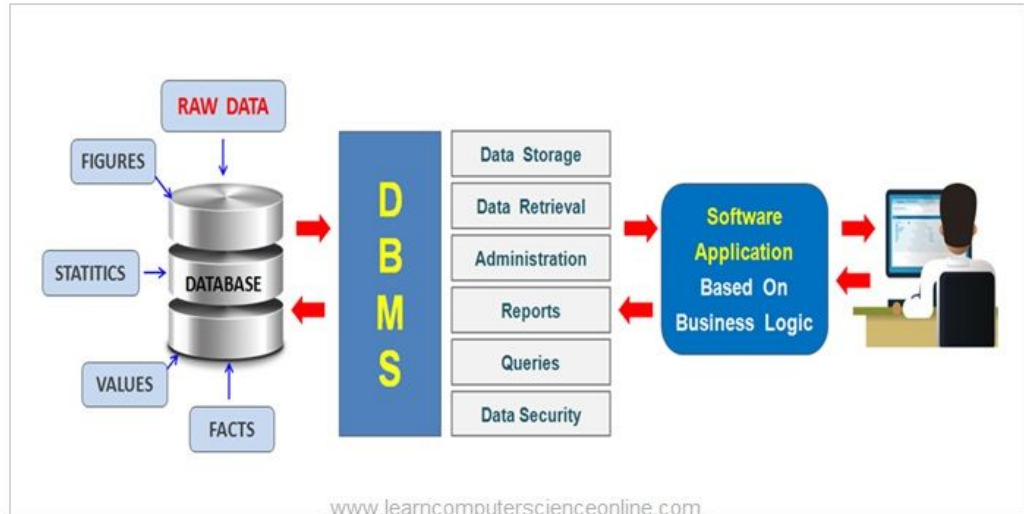 RAW DATA
FIGURES
STATITICS
DATABASE
VALUES
FACTS
D
B
M
S
Data Storage
Data Retrieval
Administration
Reports
Queries
Data Security
Software
Application
Based On
Business Logic
www.learncomputerscienceonline.com